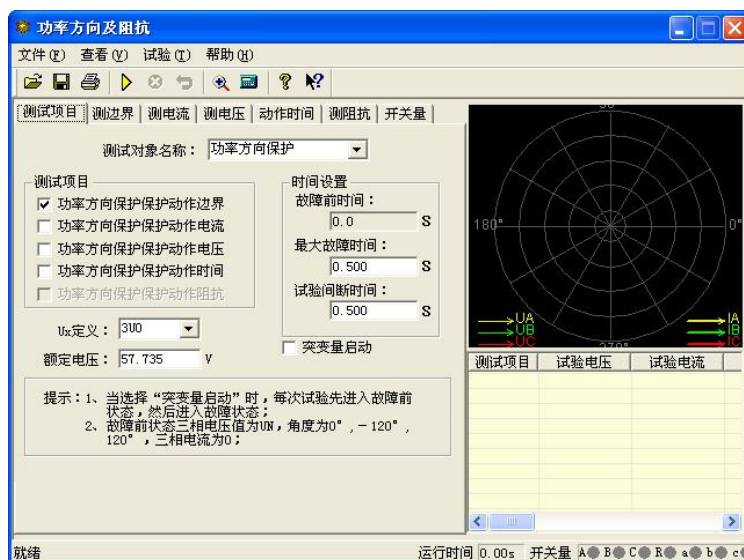 功率方向及阻抗
文件(F) 查看(V) 试验(T) 帮助(H)
测试项目 测边界 测电流 测电压 动作时间 测阻抗 开关量
测试对象名称： 功率方向保护
测试项目
功率方向保护保护动作边界
功率方向保护保护动作电流
功率方向保护保护动作电压
功率方向保护保护动作时间
功率方向保护保护动作阻抗
时间设置
故障前时间：
0.0 S
最大故障时间：
0.500 S
试验间断时间：
0.500 S
突变量启动
Ux定义： 3U0
额定电压： 57.735 V
提示：1、当选择“突变量启动”时，每次试验先进入故障前
状态，然后进入故障状态；
2、故障前状态三相电压值为UN，角度为0°，－120°，
120°，三相电流为0；
180° 0°
270°
UA IA
UB IB
UC IC
测试项目 试验电压 试验电流
就绪 运行时间 0.00s 开关量 A B C R a b c